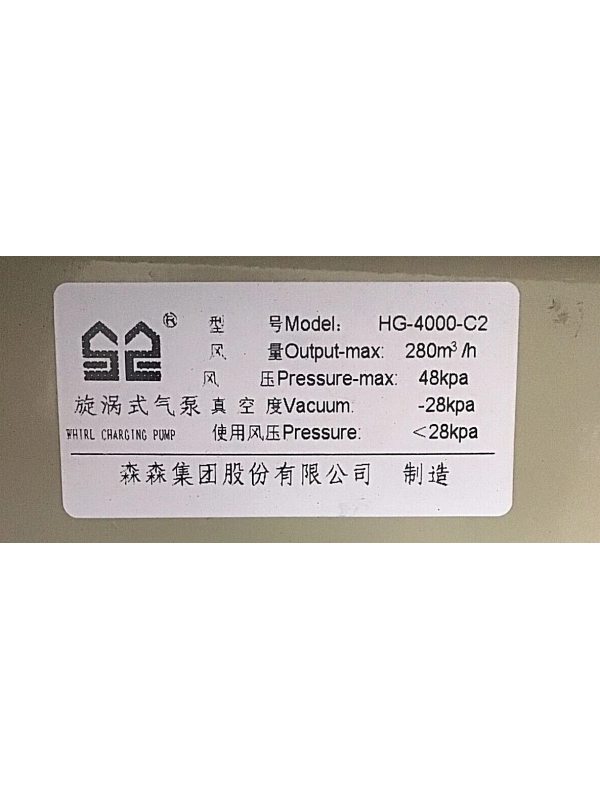 ® 型 号Model: HG-4000-C2
风 量Output-max: 280m³/h
风 压Pressure-max: 48kpa
旋涡式气泵 真空度Vacuum: -28kpa
WHIRL CHARGING PUMP 使用风压Pressure: <28kpa
森森集团股份有限公司 制造